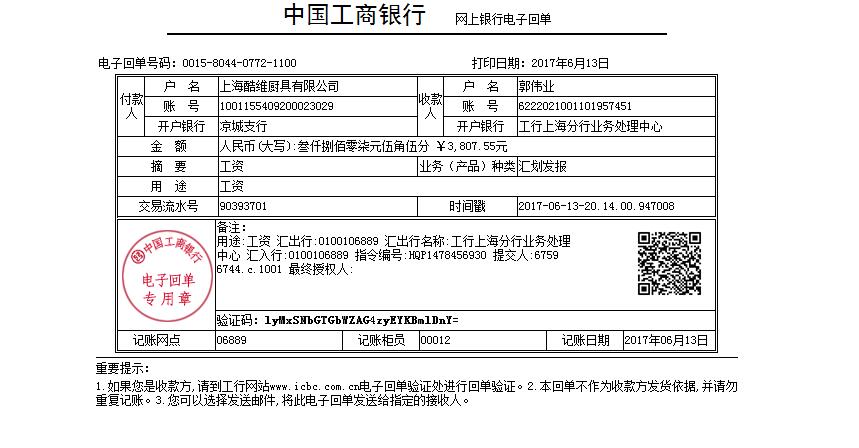 中国工商银行 网上银行电子回单
电子回单号码：0015-8044-0772-1100 打印日期：2017年6月13日
付款人 户 名 上海酷维厨具有限公司 收款人 户 名 郭伟业
账 号 1001155409200023029 账 号 6222021001101957451
开户银行 凉城支行 开户银行 工行上海分行业务处理中心
金 额 人民币(大写):叁仟捌佰零柒元伍角伍分 ￥3,807.55元
摘 要 工资 业务（产品）种类 汇划发报
用 途 工资
交易流水号 90393701 时间戳 2017-06-13-20.14.00.947008
备注：
用途:工资 汇出行:0100106889 汇出行名称:工行上海分行业务处理
中心 汇入行:0100106889 指令编号:HQP1478456930 提交人:6759
6744.c.1001 最终授权人:
中国工商银行
电子回单
专用章
验证码：lyMxSNbGTGbWZAG4zyEYKBmlDnY=
记账网点 06889 记账柜员 00012 记账日期 2017年06月13日
重要提示：
1.如果您是收款方,请到工行网站www.icbc.com.cn电子回单验证处进行回单验证。2.本回单不作为收款方发货依据,并请勿
重复记账。3.您可以选择发送邮件,将此电子回单发送给指定的接收人。